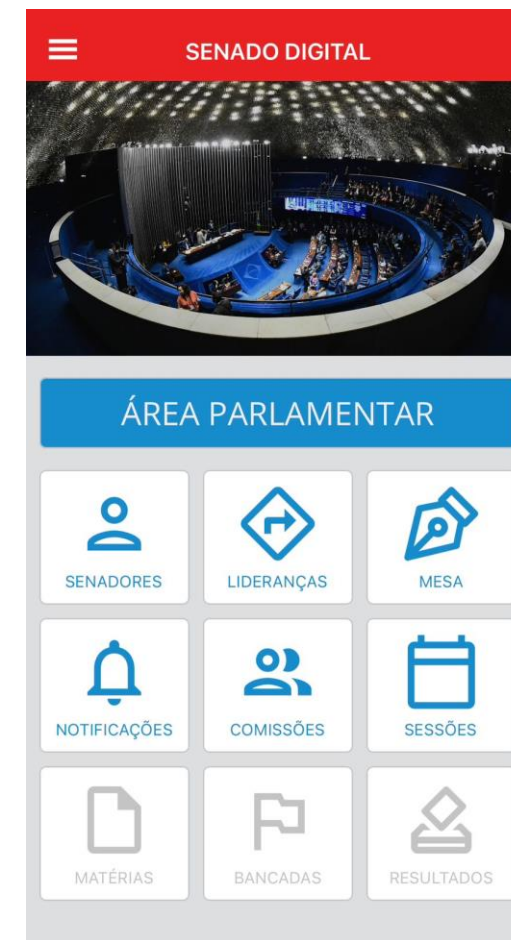 SENADO DIGITAL
ÁREA PARLAMENTAR
SENADORES
LIDERANÇAS
MESA
NOTIFICAÇÕES
COMISSÕES
SESSÕES
MATÉRIAS
BANCADAS
RESULTADOS